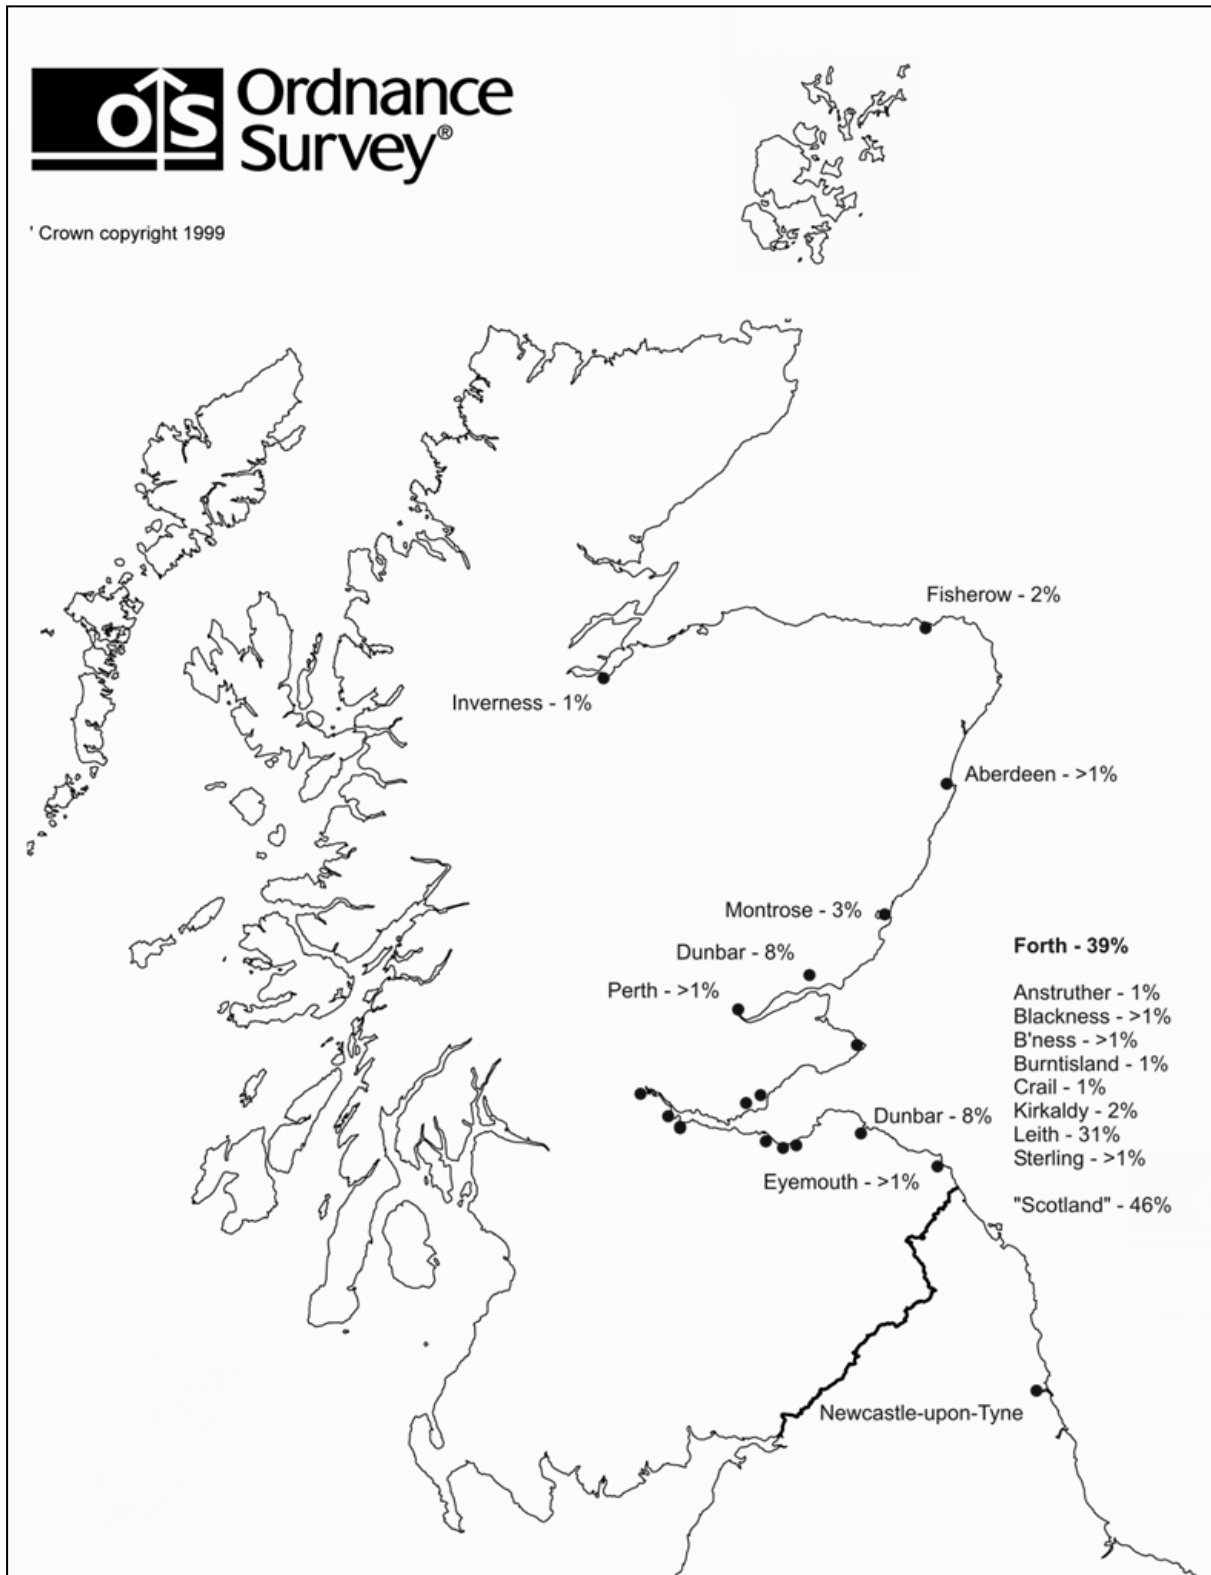 OS Ordnance
Survey®
' Crown copyright 1999
Fisherow - 2%
Inverness - 1%
Aberdeen - >1%
Montrose - 3%
Dunbar - 8%
Perth - >1%
Forth - 39%
Anstruther - 1%
Blackness - >1%
B'ness - >1%
Burntisland - 1%
Crail - 1%
Kirkaldy - 2%
Leith - 31%
Sterling - >1%
"Scotland" - 46%
Dunbar - 8%
Eyemouth - >1%
Newcastle-upon-Tyne